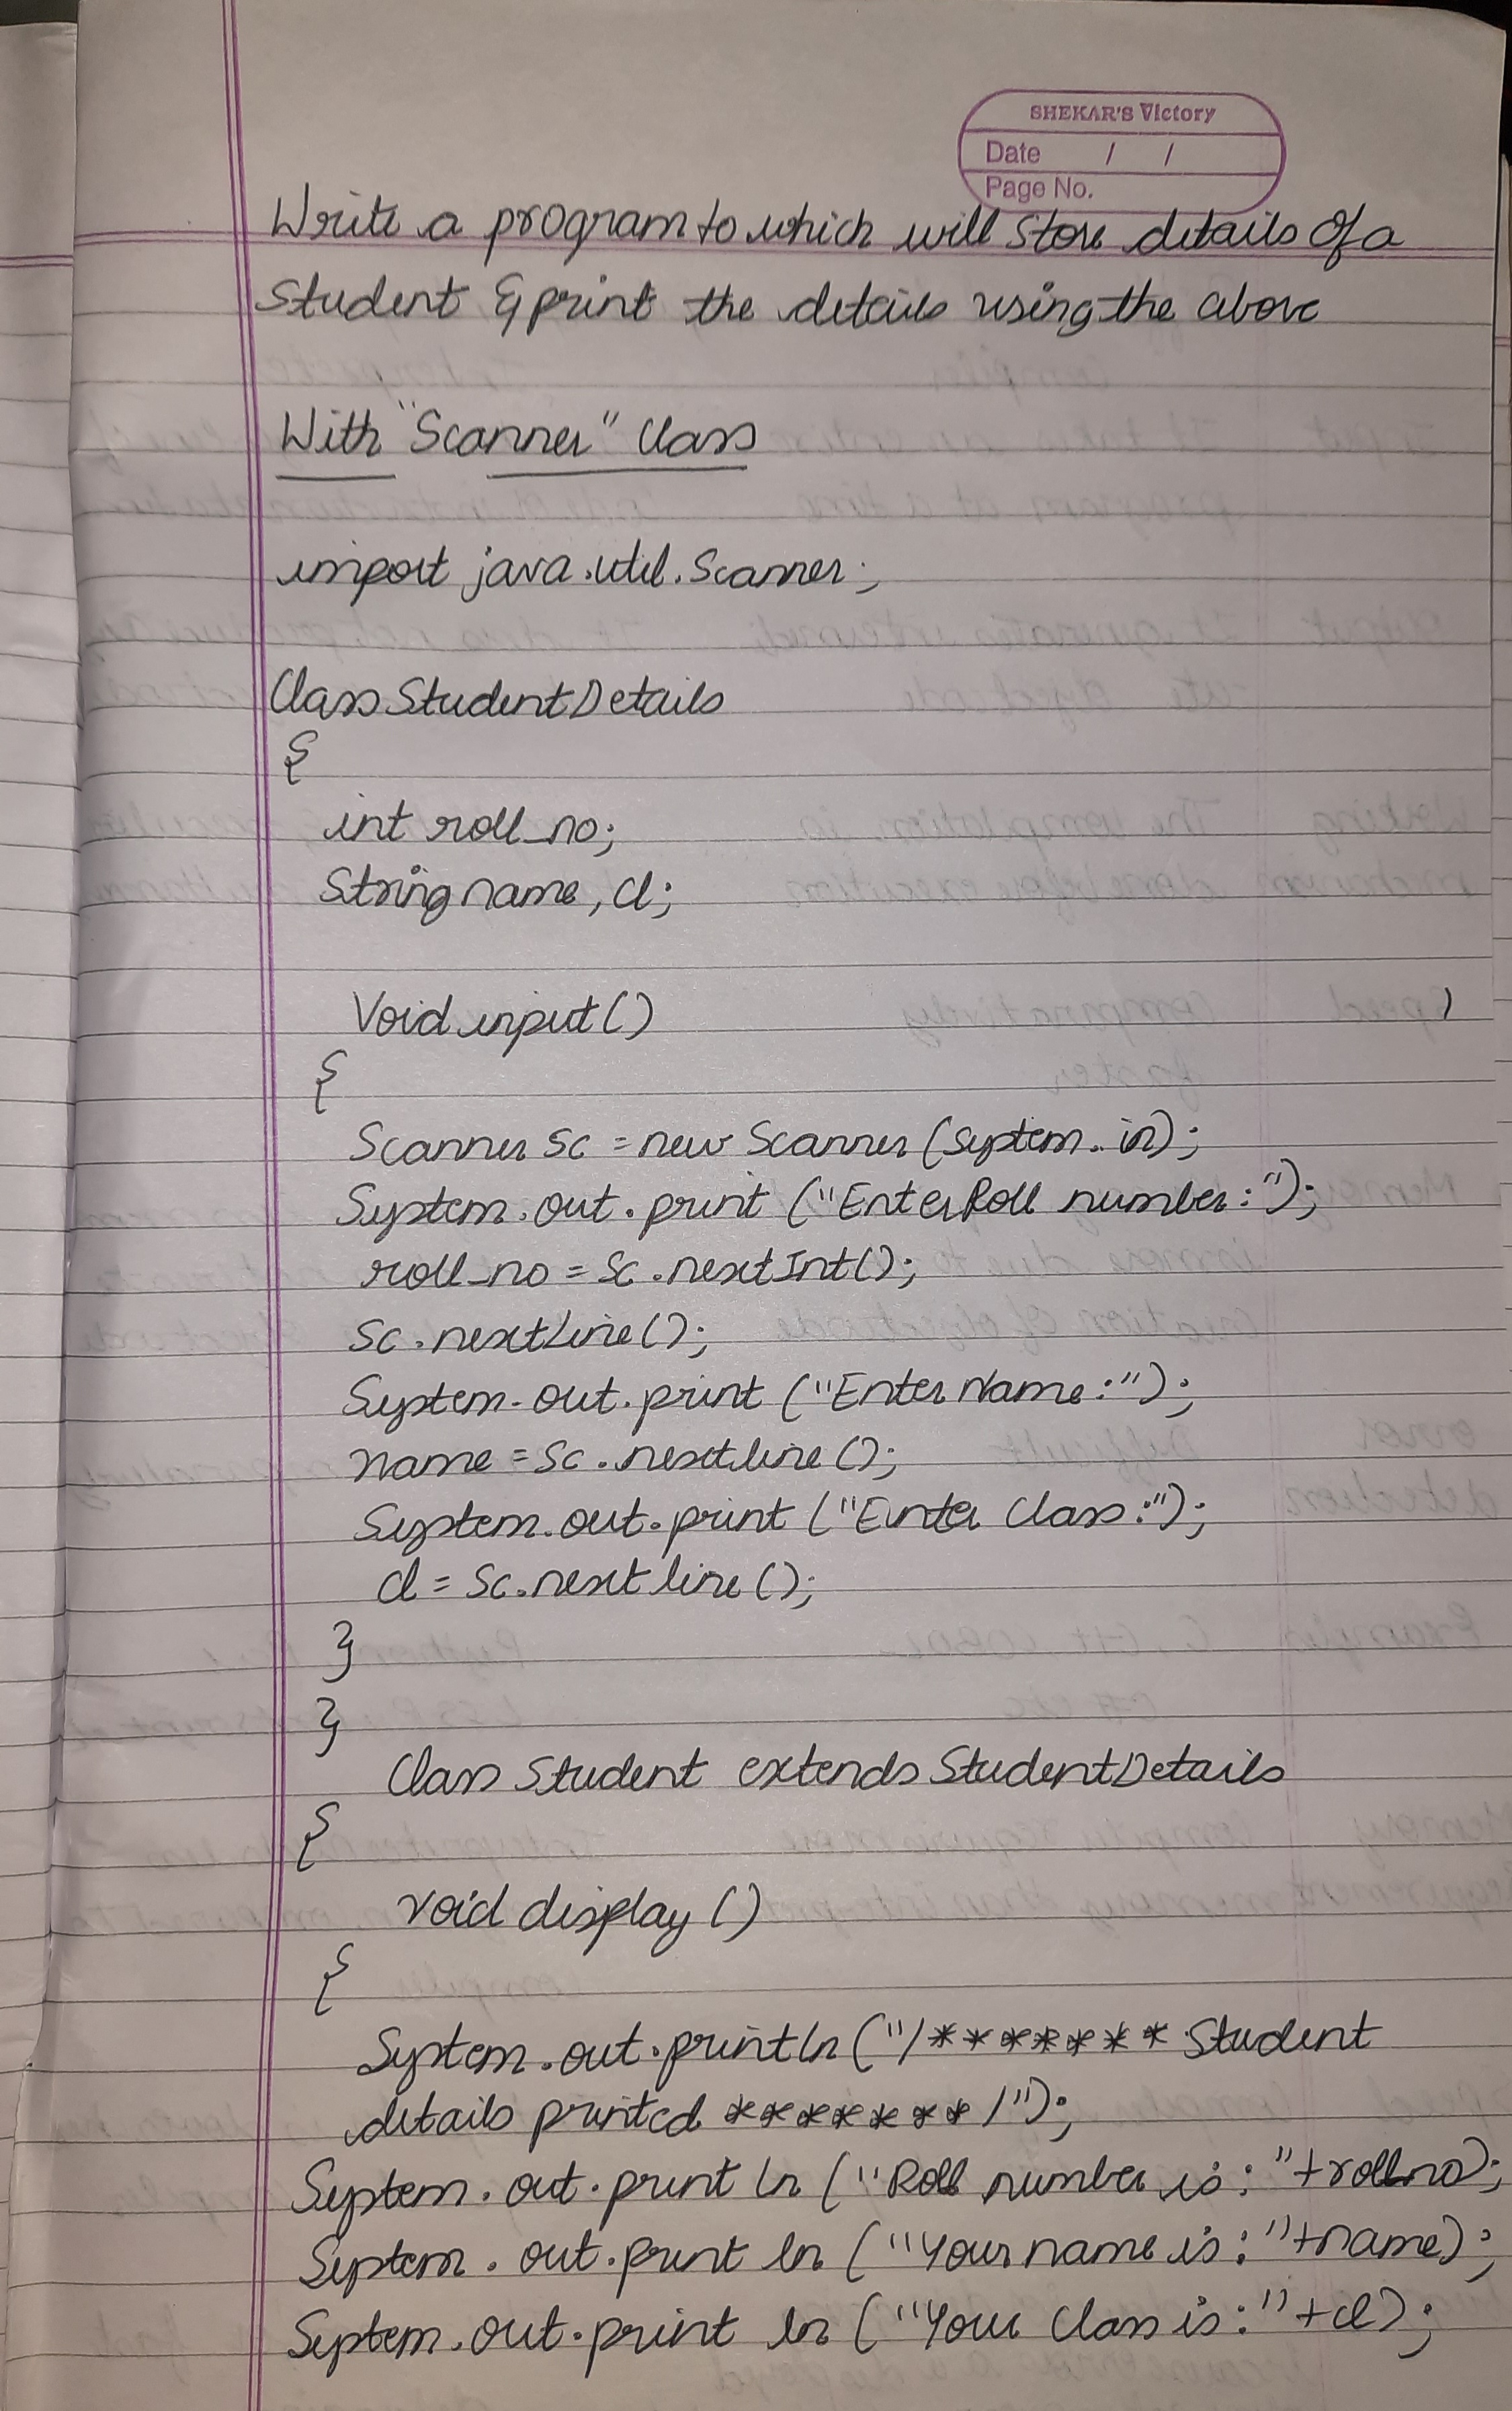 SHEKAR'S Victory
Date / /
Page No.
Write a program to which will store details of a
Student & print the details using the above
With "Scanner" Class
import java.util.Scanner;
Class StudentDetails
{
int roll_no;
String name, cl;
Void input()
{
Scanner sc = new Scanner (System.in);
System.out.print ("Enter Roll number:");
roll_no = sc.nextInt();
sc.nextLine();
System.out.print ("Enter Name:");
name = sc.nextline();
System.out.print ("Enter Class:");
cl = sc.nextline();
}
}
Class Student extends StudentDetails
{
void display()
{
System.out.println ("/******* Student
details printed *******/");
System.out.println ("Roll number is: "+roll_no);
System.out.println ("Your name is: "+name);
System.out.println ("Your Class is: "+cl);